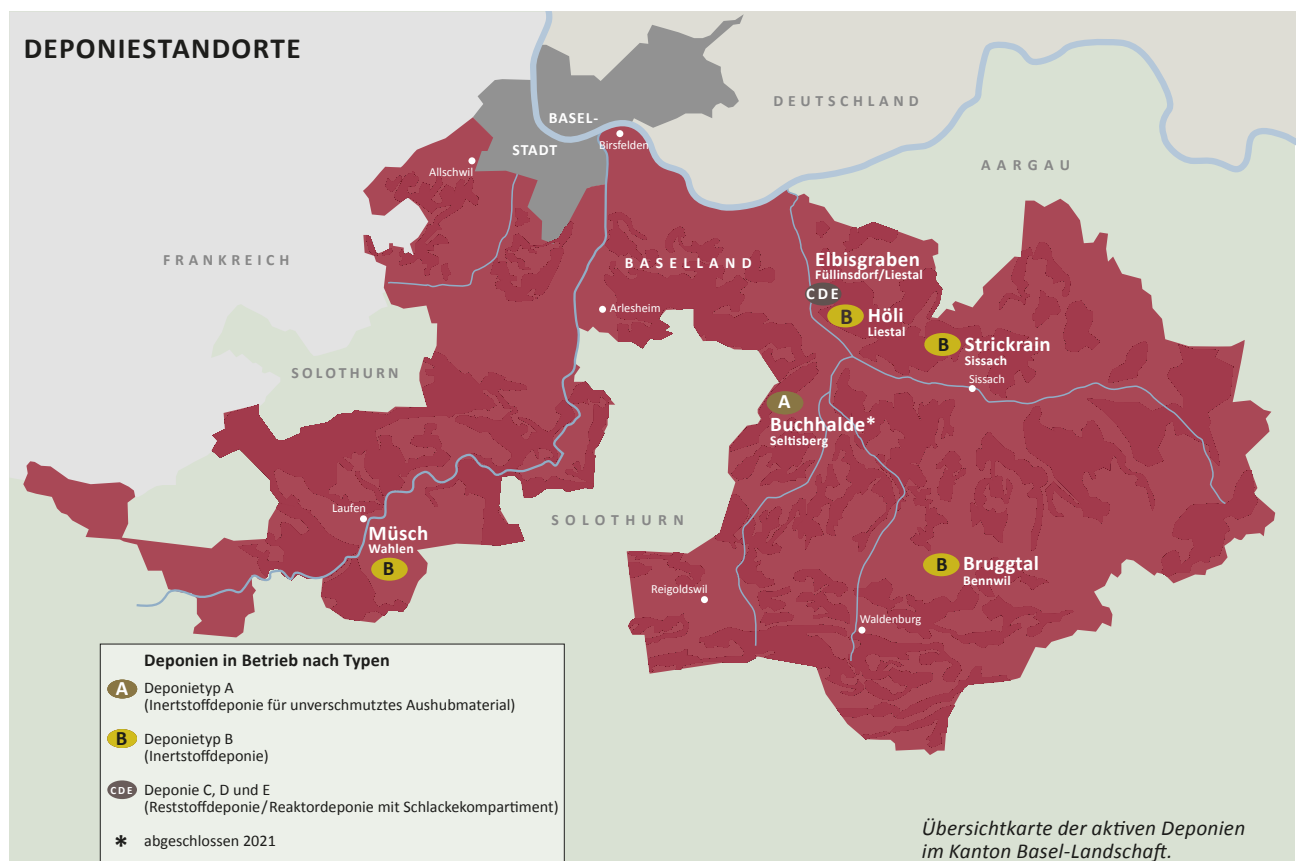 DEPONIESTANDORTE
DEUTSCHLAND
BASEL-
STADT
Birsfelden
Allschwil
AARGAU
FRANKREICH
BASELLAND
Elbisgraben
Füllinsdorf/Liestal
CDE
B
Höli
Liestal
Arlesheim
B
Strickrain
Sissach
Sissach
SOLOTHURN
A
Buchhalde*
Seltisberg
Laufen
SOLOTHURN
Müsch
Wahlen
B
B
Bruggtal
Bennwil
Reigoldswil
Waldenburg
Deponien in Betrieb nach Typen
A
Deponietyp A
(Inertstoffdeponie für unverschmutztes Aushubmaterial)
B
Deponietyp B
(Inertstoffdeponie)
CDE
Deponie C, D und E
(Reststoffdeponie/Reaktordeponie mit Schlackekompartiment)
* abgeschlossen 2021
Übersichtkarte der aktiven Deponien
im Kanton Basel-Landschaft.